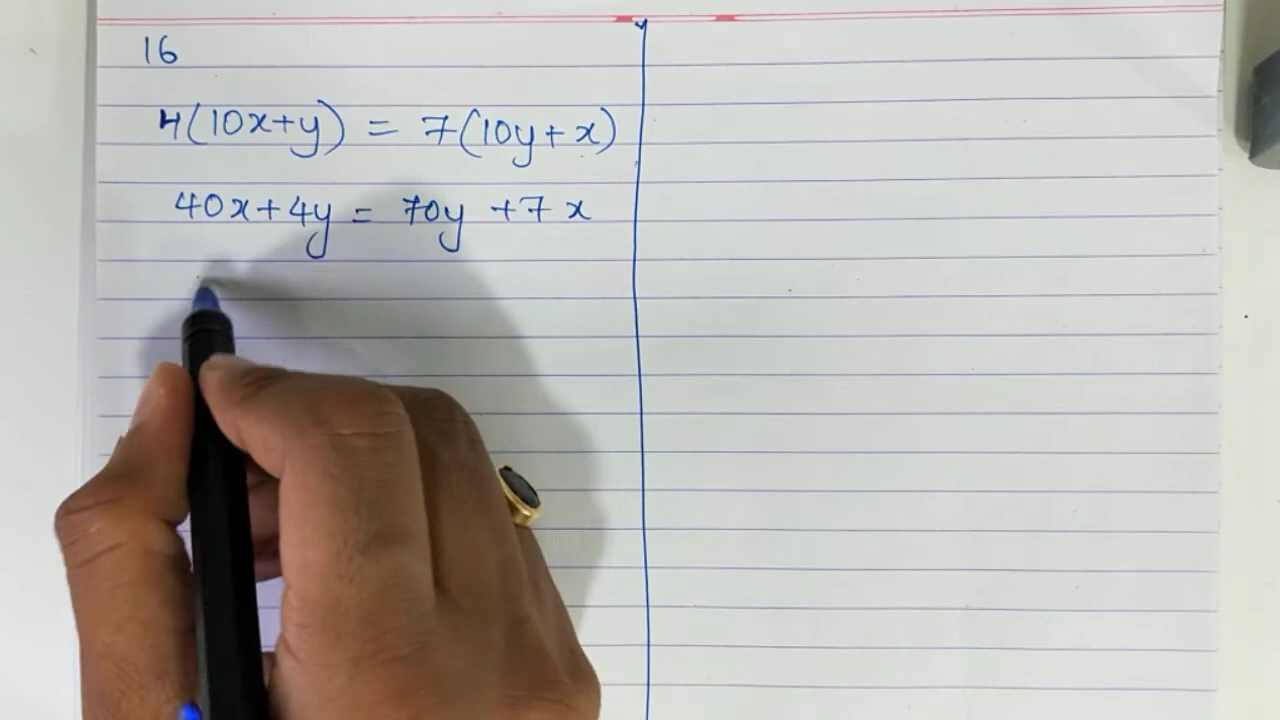 16
4(10x+y) = 7(10y+x)
40x+4y = 70y +7x